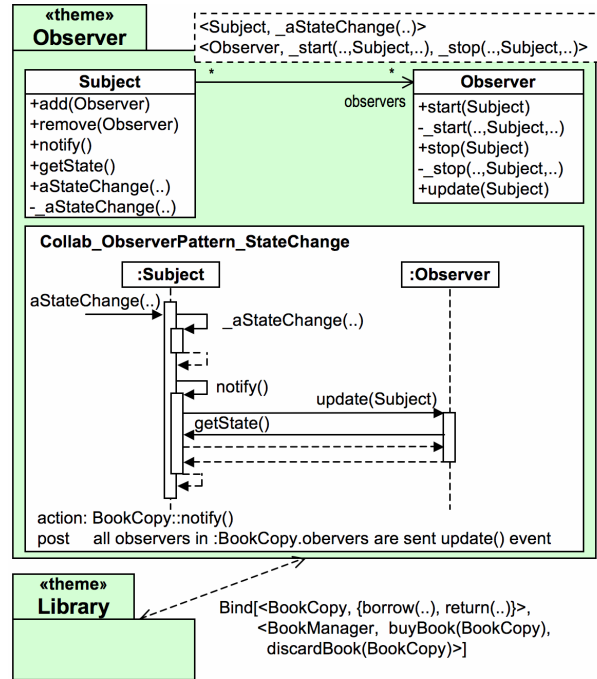 «theme»
Observer
<Subject, _aStateChange(..)>
<Observer, _start(..,Subject,..), _stop(..,Subject,..)>
Subject
+add(Observer)
+remove(Observer)
+notify()
+getState()
+aStateChange(..)
-_aStateChange(..)
*
*
observers
Observer
+start(Subject)
-_start(..,Subject,..)
+stop(Subject)
-_stop(..,Subject,..)
+update(Subject)
Collab_ObserverPattern_StateChange
:Subject
:Observer
aStateChange(..)
_aStateChange(..)
notify()
update(Subject)
getState()
action: BookCopy::notify()
post all observers in :BookCopy.obervers are sent update() event
«theme»
Library
Bind[<BookCopy, {borrow(..), return(..)}>,
<BookManager, buyBook(BookCopy),
discardBook(BookCopy)>]